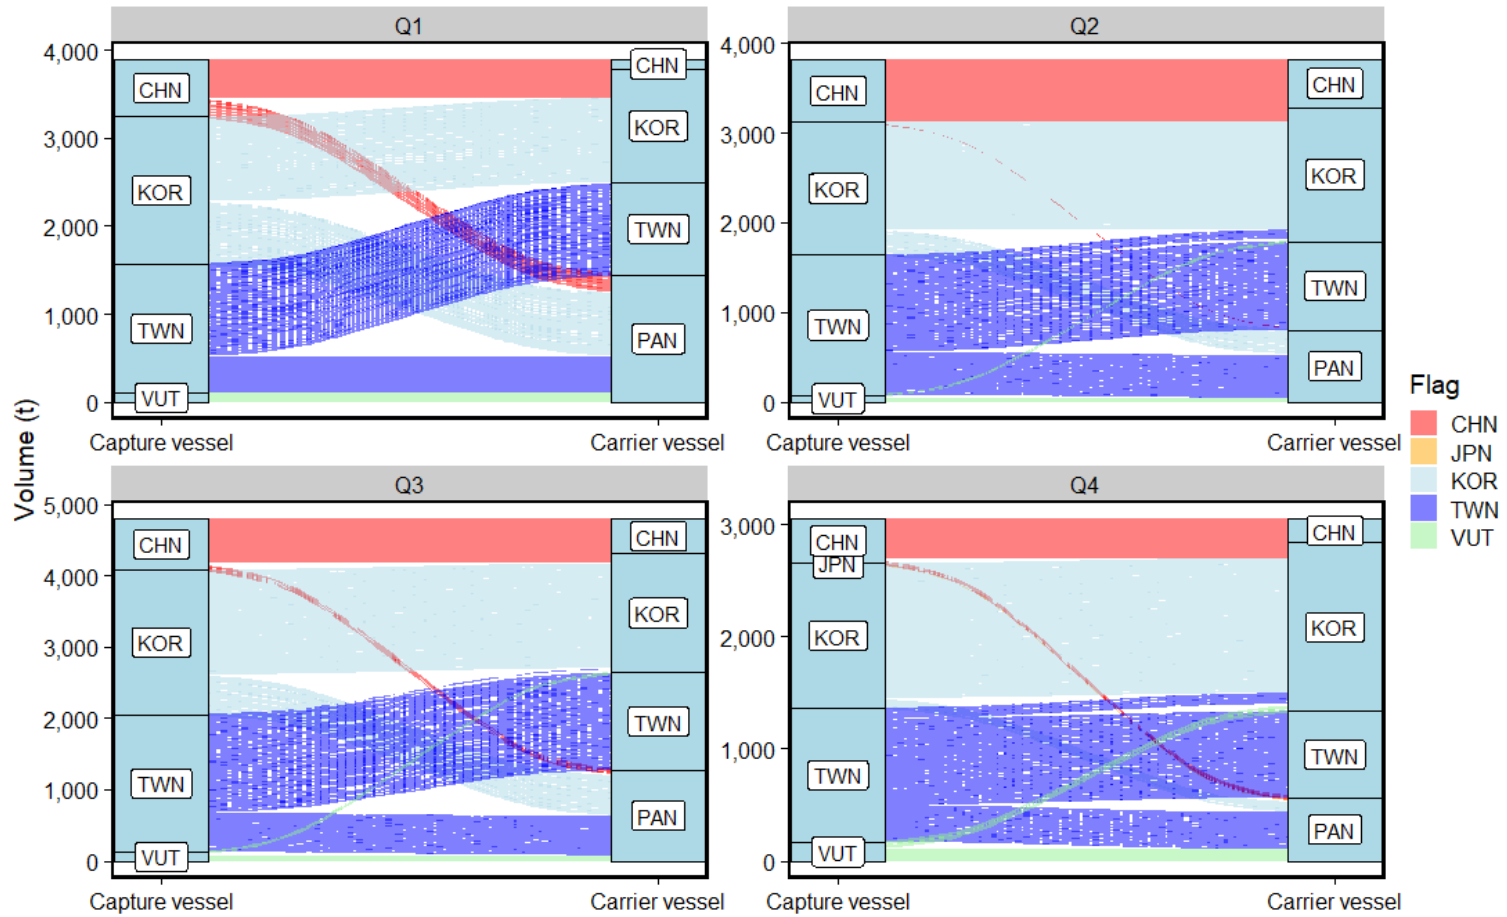 Q1
Q2
4,000
3,000
2,000
1,000
0
CHN
KOR
TWN
VUT
CHN
KOR
TWN
PAN
Capture vessel
Carrier vessel
4,000
3,000
2,000
1,000
0
CHN
KOR
TWN
VUT
CHN
KOR
TWN
PAN
Capture vessel
Carrier vessel
Volume (t)
Q3
Q4
5,000
4,000
3,000
2,000
1,000
0
CHN
KOR
TWN
VUT
CHN
KOR
TWN
PAN
Capture vessel
Carrier vessel
3,000
2,000
1,000
0
CHN
JPN
KOR
TWN
VUT
CHN
KOR
TWN
PAN
Capture vessel
Carrier vessel
Flag
CHN
JPN
KOR
TWN
VUT